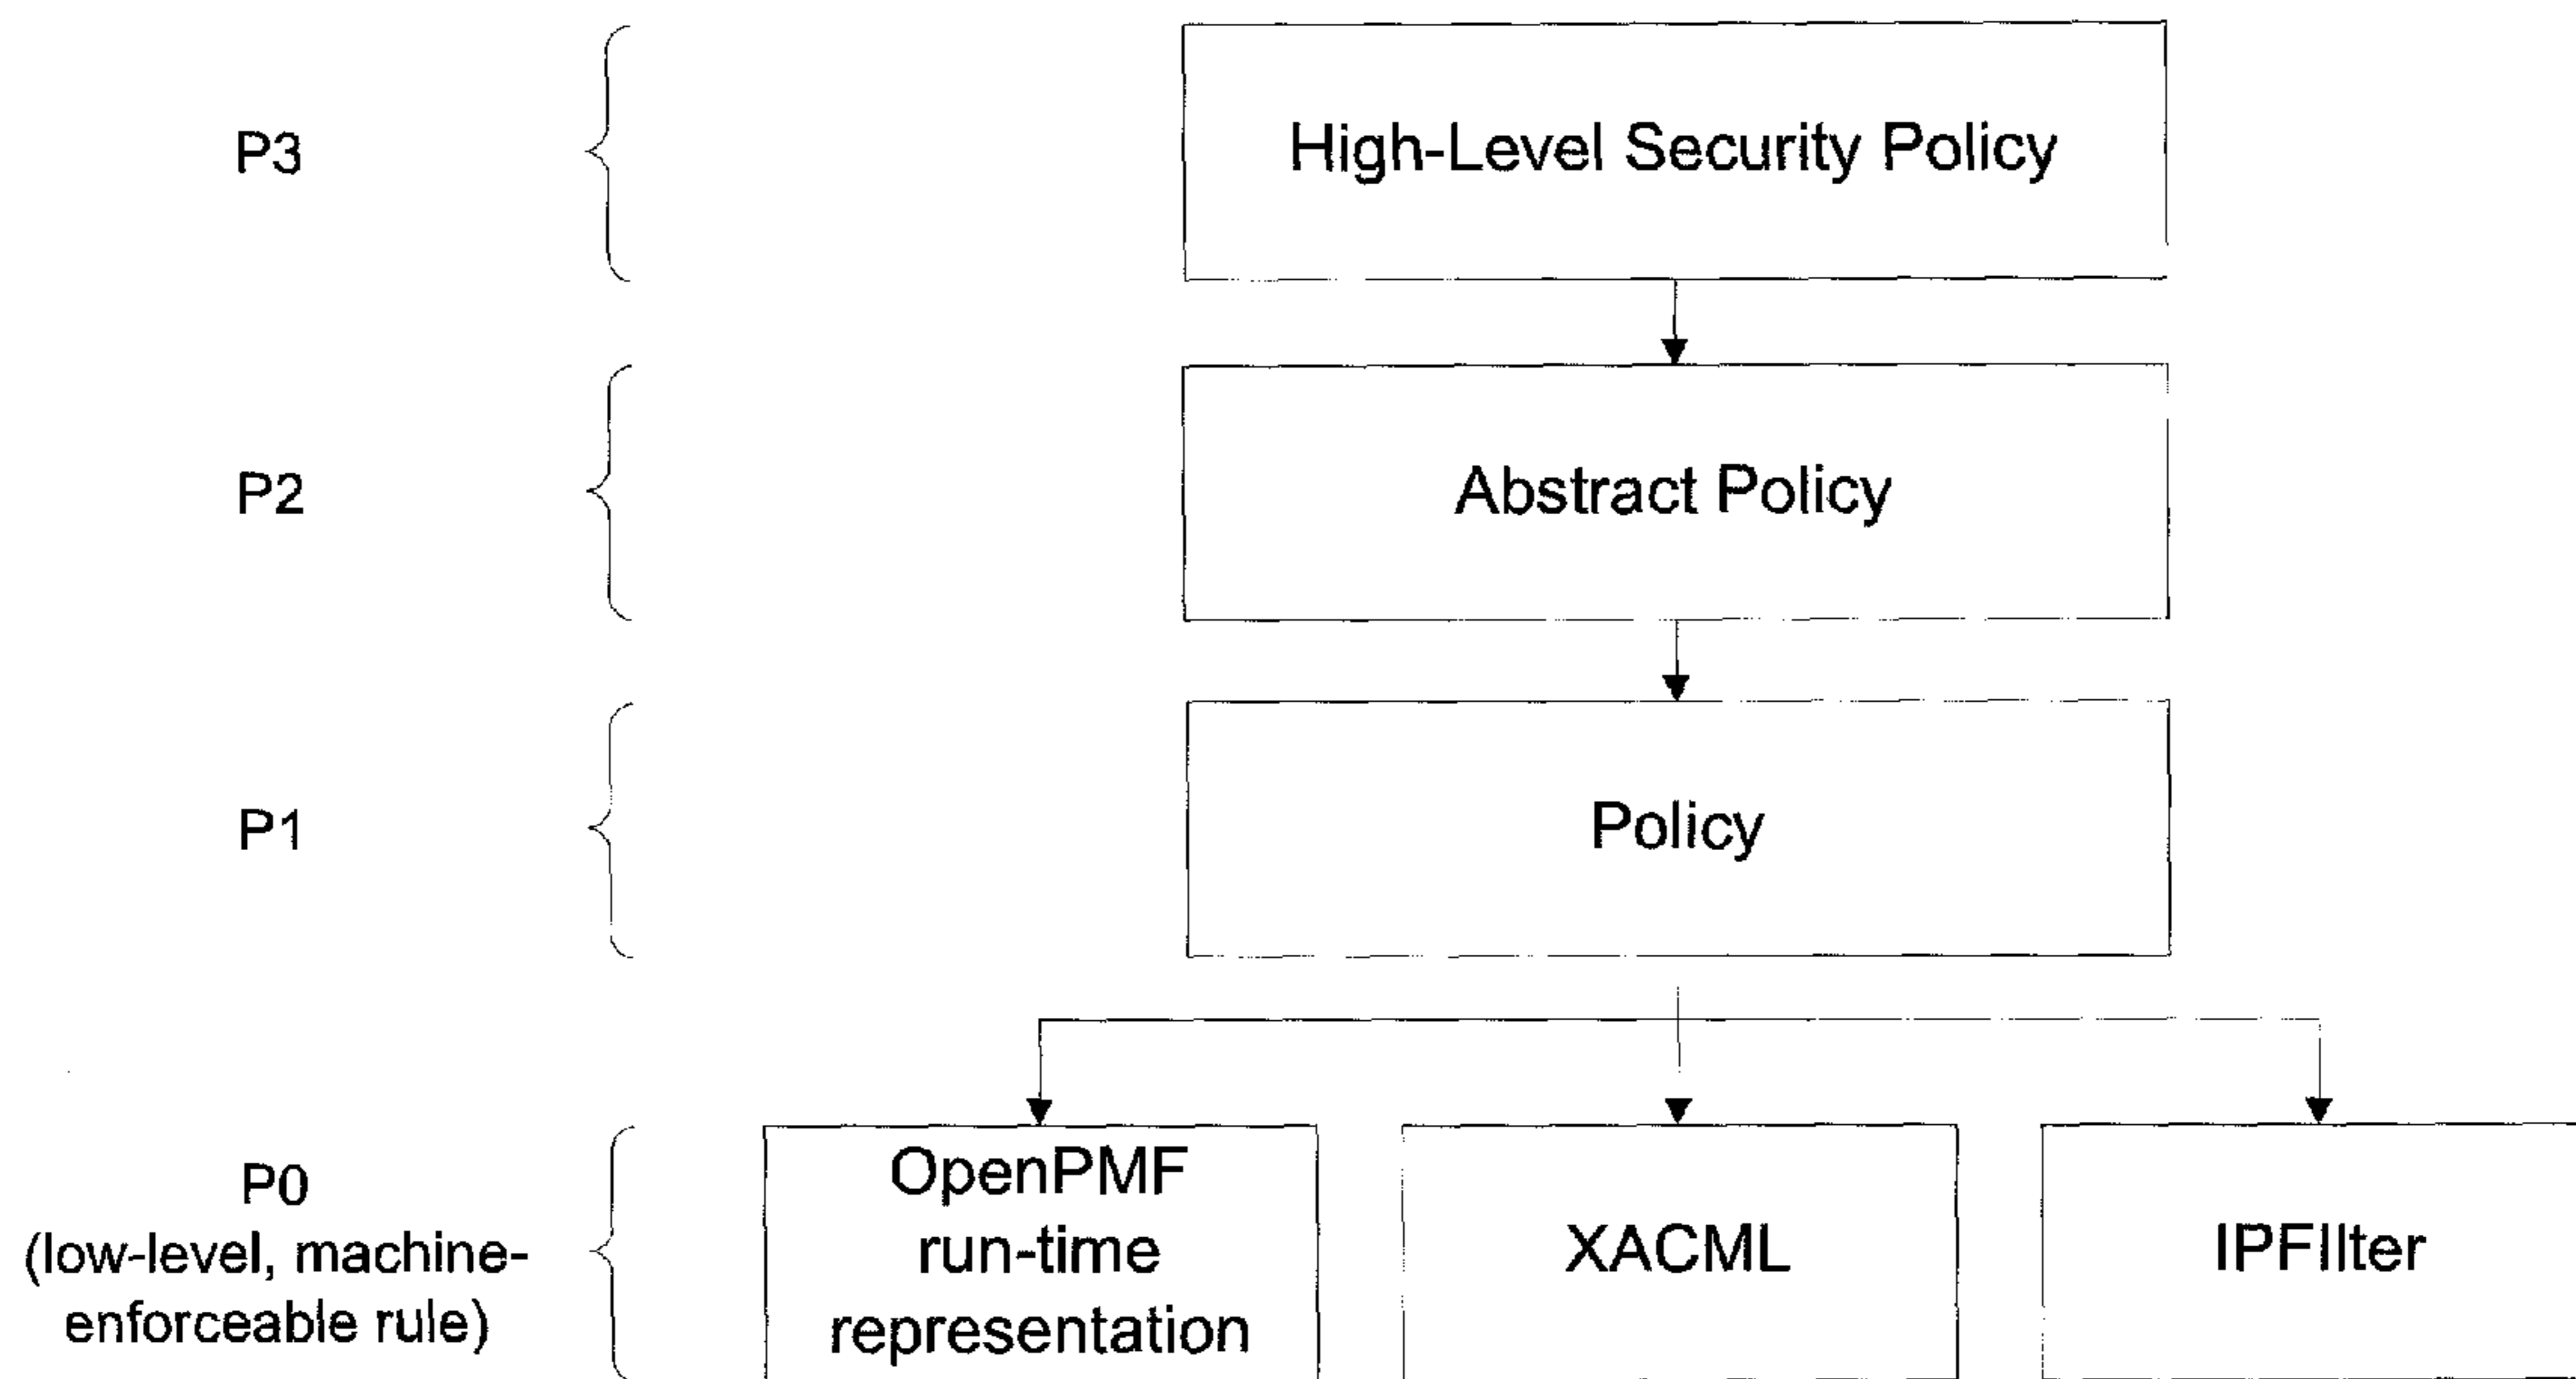 P3
High-Level Security Policy
P2
Abstract Policy
P1
Policy
P0
(low-level, machine-
enforceable rule)
OpenPMF
run-time
representation
XACML
IPFIlter